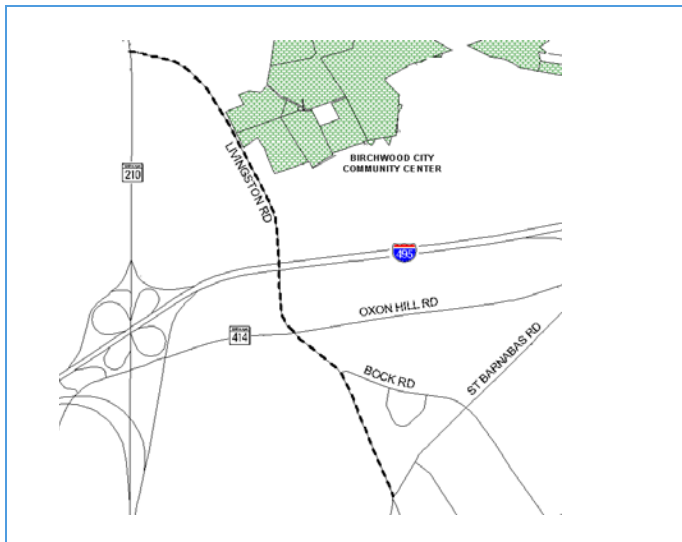 BIRCHWOOD CITY
COMMUNITY CENTER
LIVINGSTON RD
210
495
OXON HILL RD
414
BOCK RD
ST BARNABAS RD